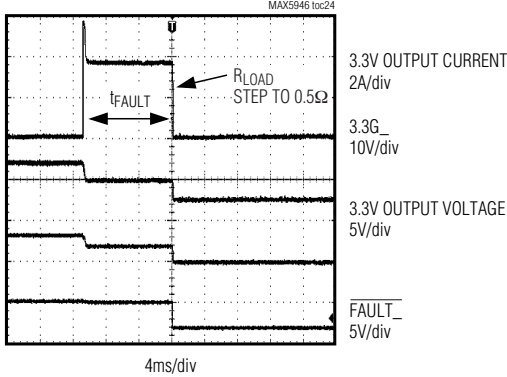 MAX5946 toc24
T
3.3V OUTPUT CURRENT
2A/div
RLOAD
STEP TO 0.5Ω
tFAULT
3.3G_
10V/div
3.3V OUTPUT VOLTAGE
5V/div
FAULT_
5V/div
4ms/div